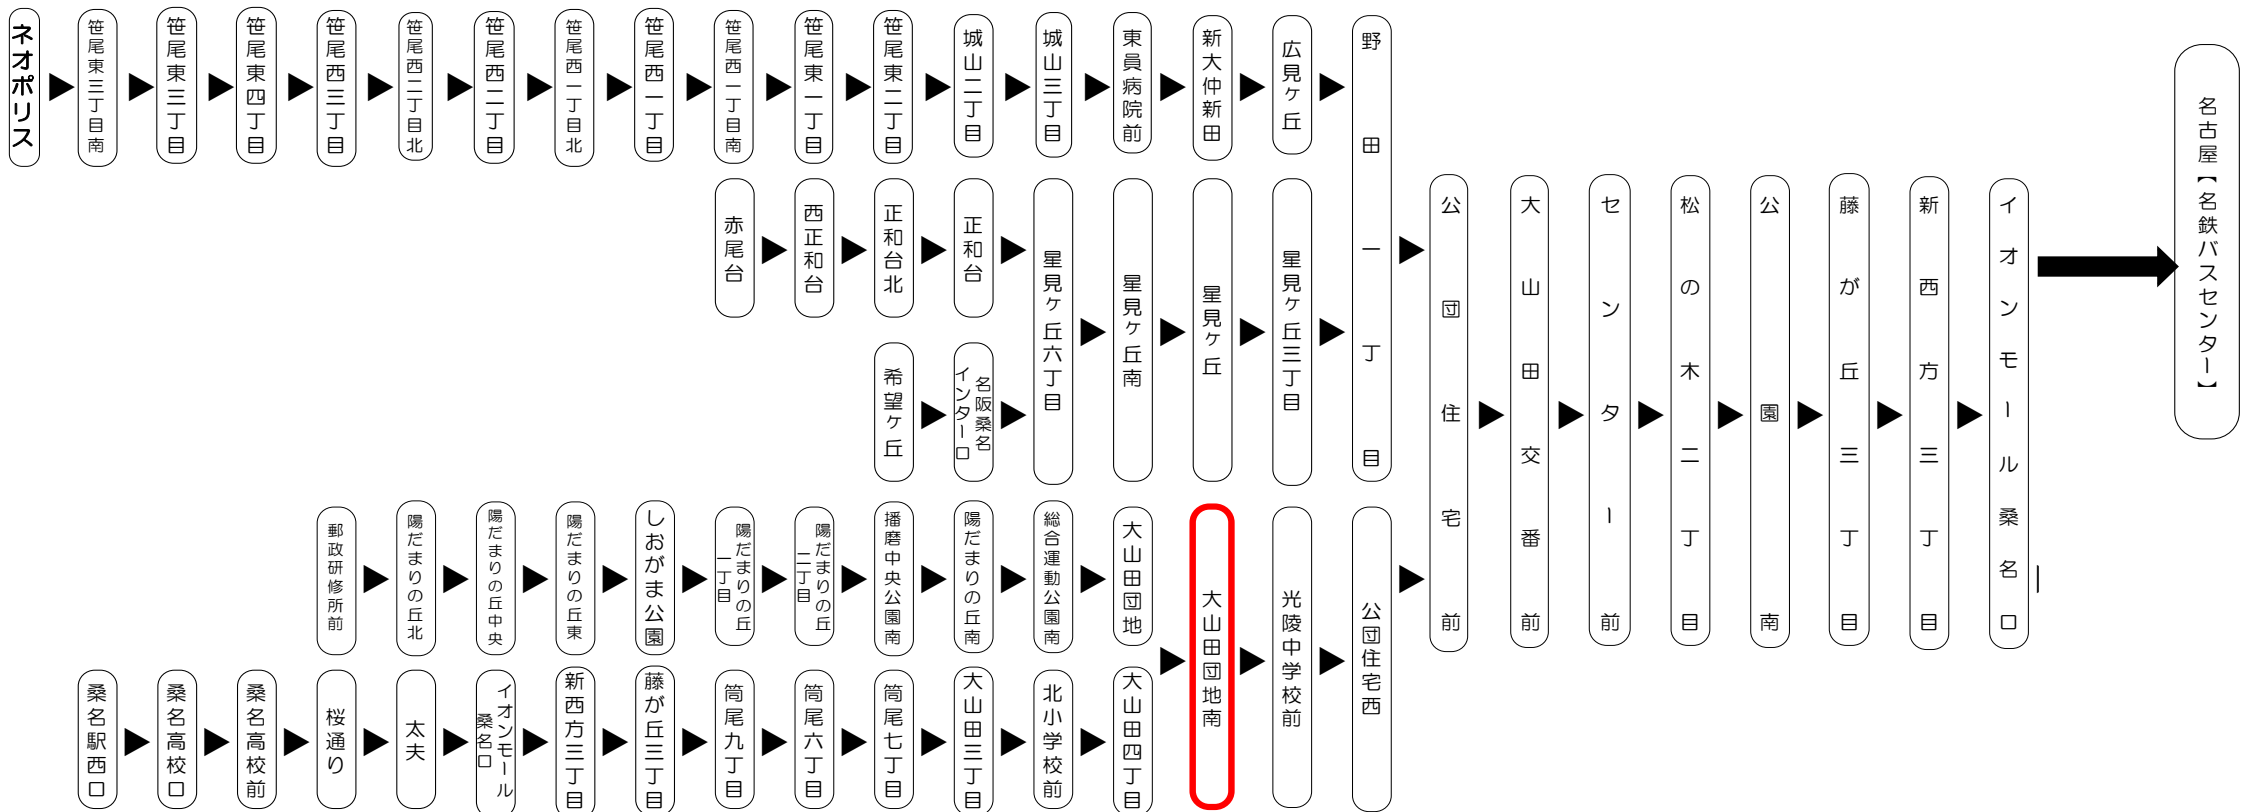 ネオポリス
笹尾東三丁目南
笹尾東三丁目
笹尾東四丁目
笹尾西三丁目
笹尾西二丁目北
笹尾西二丁目
笹尾西一丁目北
笹尾西一丁目
笹尾西一丁目南
笹尾東一丁目
笹尾東二丁目
城山二丁目
城山三丁目
東員病院前
新大仲新田
広見ヶ丘
野田一丁目
赤尾台
西正和台
正和台北
正和台
星見ヶ丘六丁目
星見ヶ丘南
星見ヶ丘
星見ヶ丘三丁目
希望ヶ丘
名阪桑名
インター口
郵政研修所前
陽だまりの丘北
陽だまりの丘中央
陽だまりの丘東
しおがま公園
陽だまりの丘
一丁目
陽だまりの丘
二丁目
播磨中央公園南
陽だまりの丘南
総合運動公園南
大山田団地
桑名駅西口
桑名高校口
桑名高校前
桜通り
太夫
イオンモール
桑名口
新西方三丁目
藤が丘三丁目
筒尾九丁目
筒尾六丁目
筒尾七丁目
大山田三丁目
北小学校前
大山田四丁目
大山田団地南
光陵中学校前
公団住宅西
公団住宅前
大山田交番前
センター前
松の木二丁目
公園南
藤が丘三丁目
新西方三丁目
イオンモール桑名口
名古屋【名鉄バスセンター】